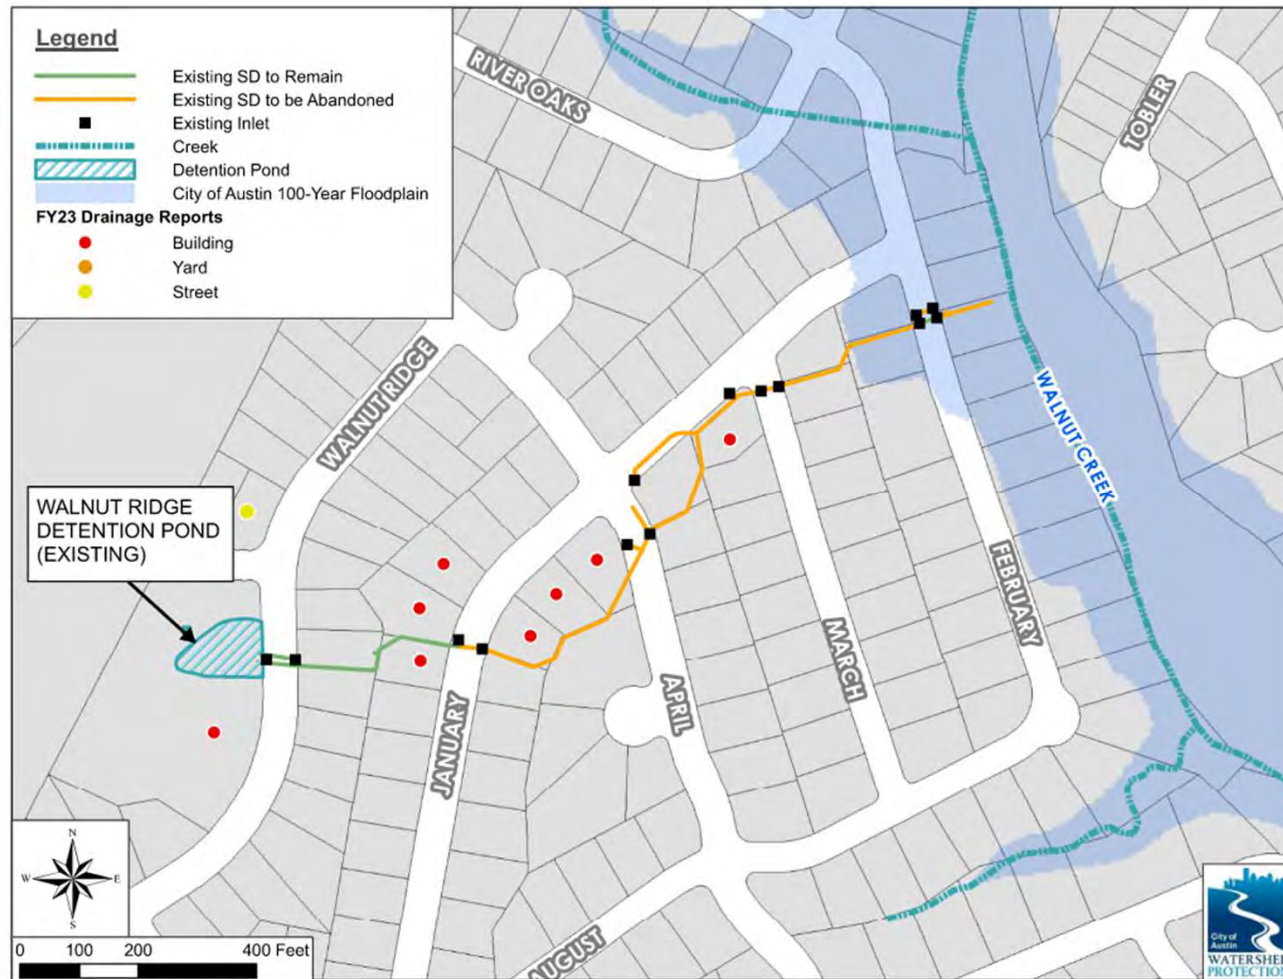 Legend
Existing SD to Remain
Existing SD to be Abandoned
Existing Inlet
Creek
Detention Pond
City of Austin 100-Year Floodplain
FY23 Drainage Reports
Building
Yard
Street
RIVER OAKS
TOBLER
WALNUT RIDGE
WALNUT CREEK
WALNUT RIDGE
DETENTION POND
(EXISTING)
FEBRUARY
MARCH
APRIL
JANUARY
AUGUST
N
W E
S
0 100 200 400 Feet
City of
Austin
WATERSHED
PROTECTION